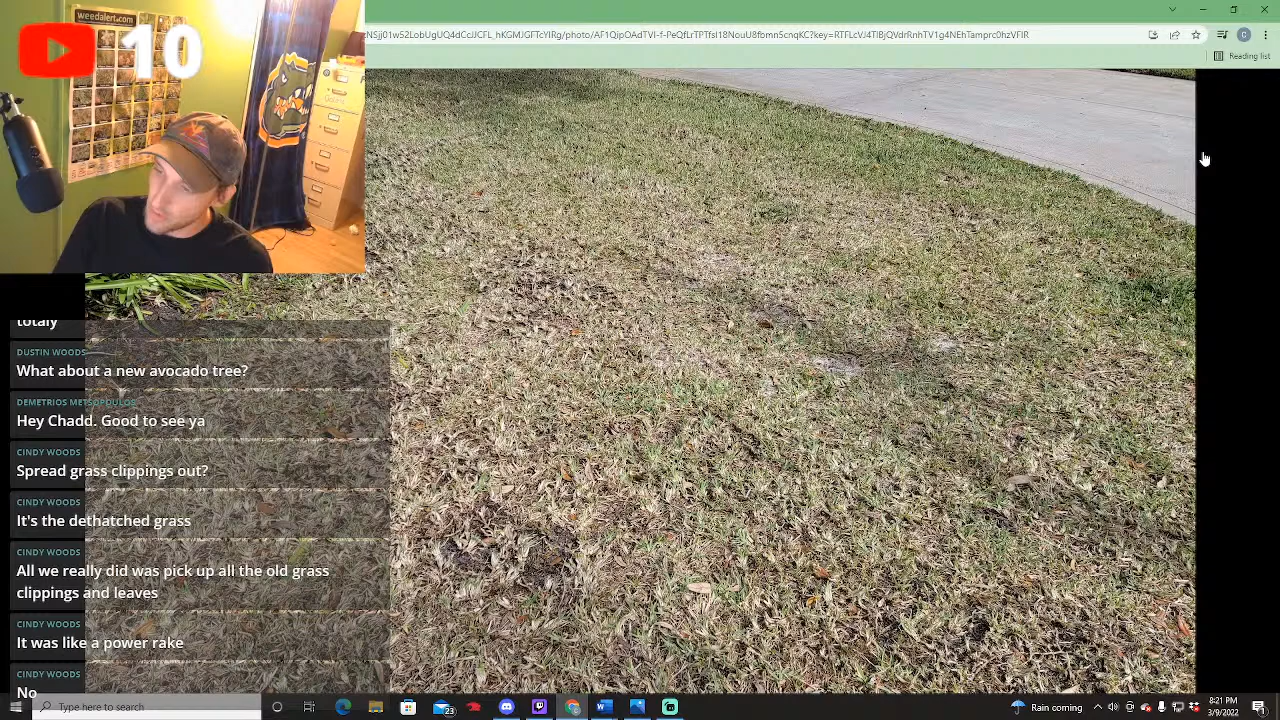 weedalert.com
10
Reading list
totaly
DUSTIN WOODS
What about a new avocado tree?
DEMETRIOS METSOPOULOS
Hey Chadd. Good to see ya
CINDY WOODS
Spread grass clippings out?
CINDY WOODS
It's the dethatched grass
CINDY WOODS
All we really did was pick up all the old grass
clippings and leaves
CINDY WOODS
It was like a power rake
CINDY WOODS
No
Type here to search
23
Rain coming
8:21 PM
3/9/2022